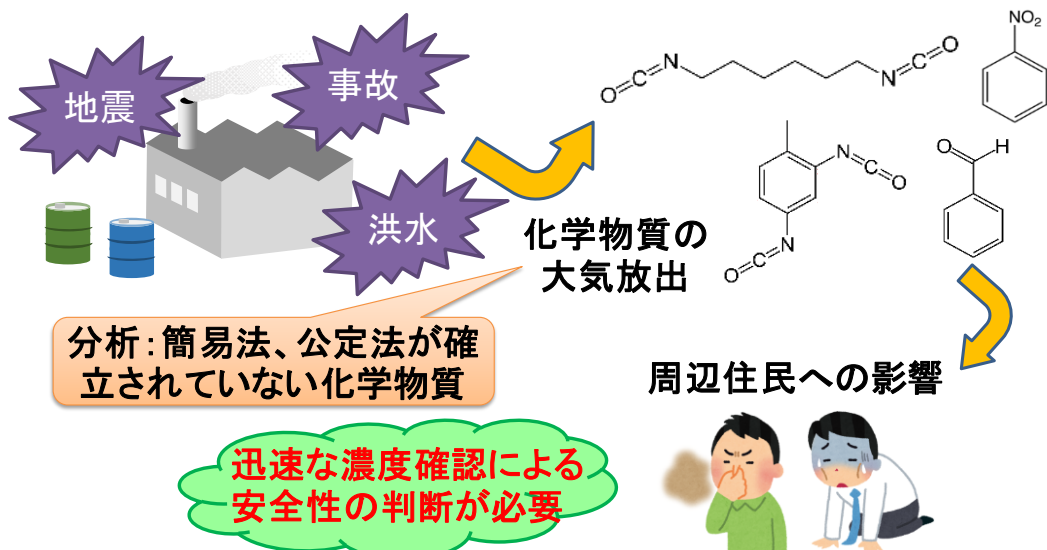 地震
事故
洪水
化学物質の
大気放出
O=C=N
N=C=O
NO₂
N=C=O
O=C=N
O
H
分析：簡易法、公定法が確
立されていない化学物質
周辺住民への影響
迅速な濃度確認による
安全性の判断が必要